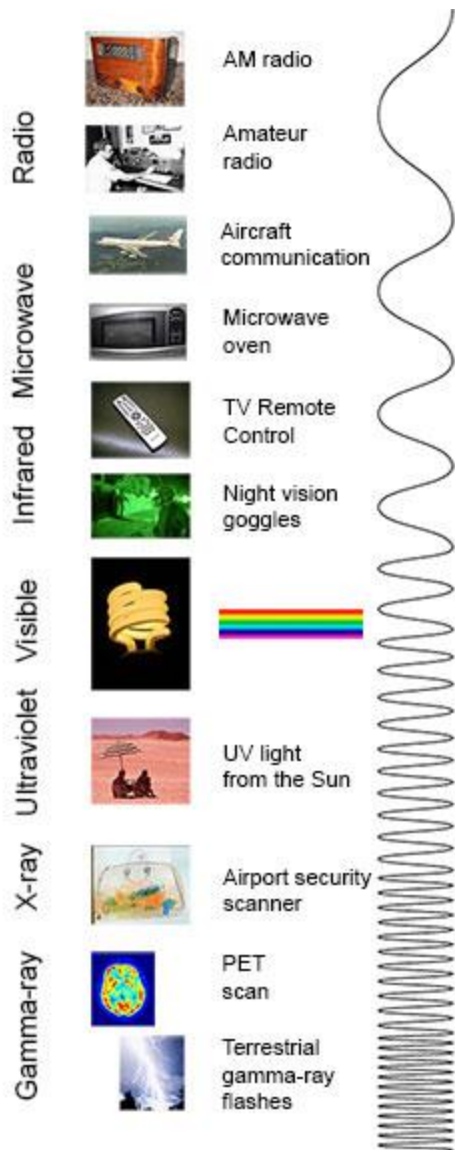 Radio
AM radio
Amateur
radio
Microwave
Aircraft
communication
Microwave
oven
Infrared
TV Remote
Control
Night vision
goggles
Visible
Ultraviolet
UV light
from the Sun
X-ray
Airport security
scanner
Gamma-ray
PET
scan
Terrestrial
gamma-ray
flashes